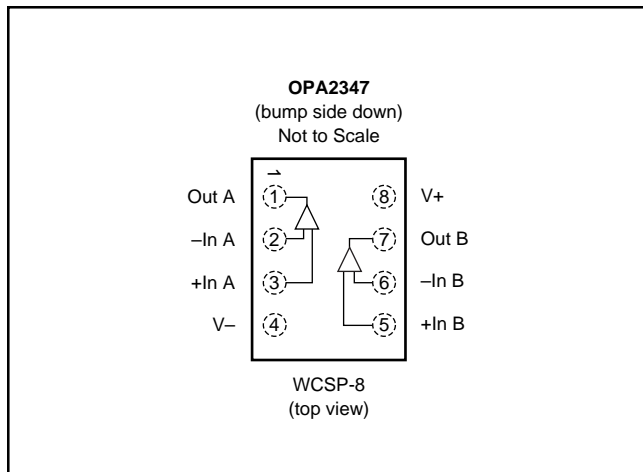 OPA2347
(bump side down)
Not to Scale
1
Out A 1 8 V+
–In A 2 7 Out B
+In A 3 6 –In B
V– 4 5 +In B
WCSP-8
(top view)